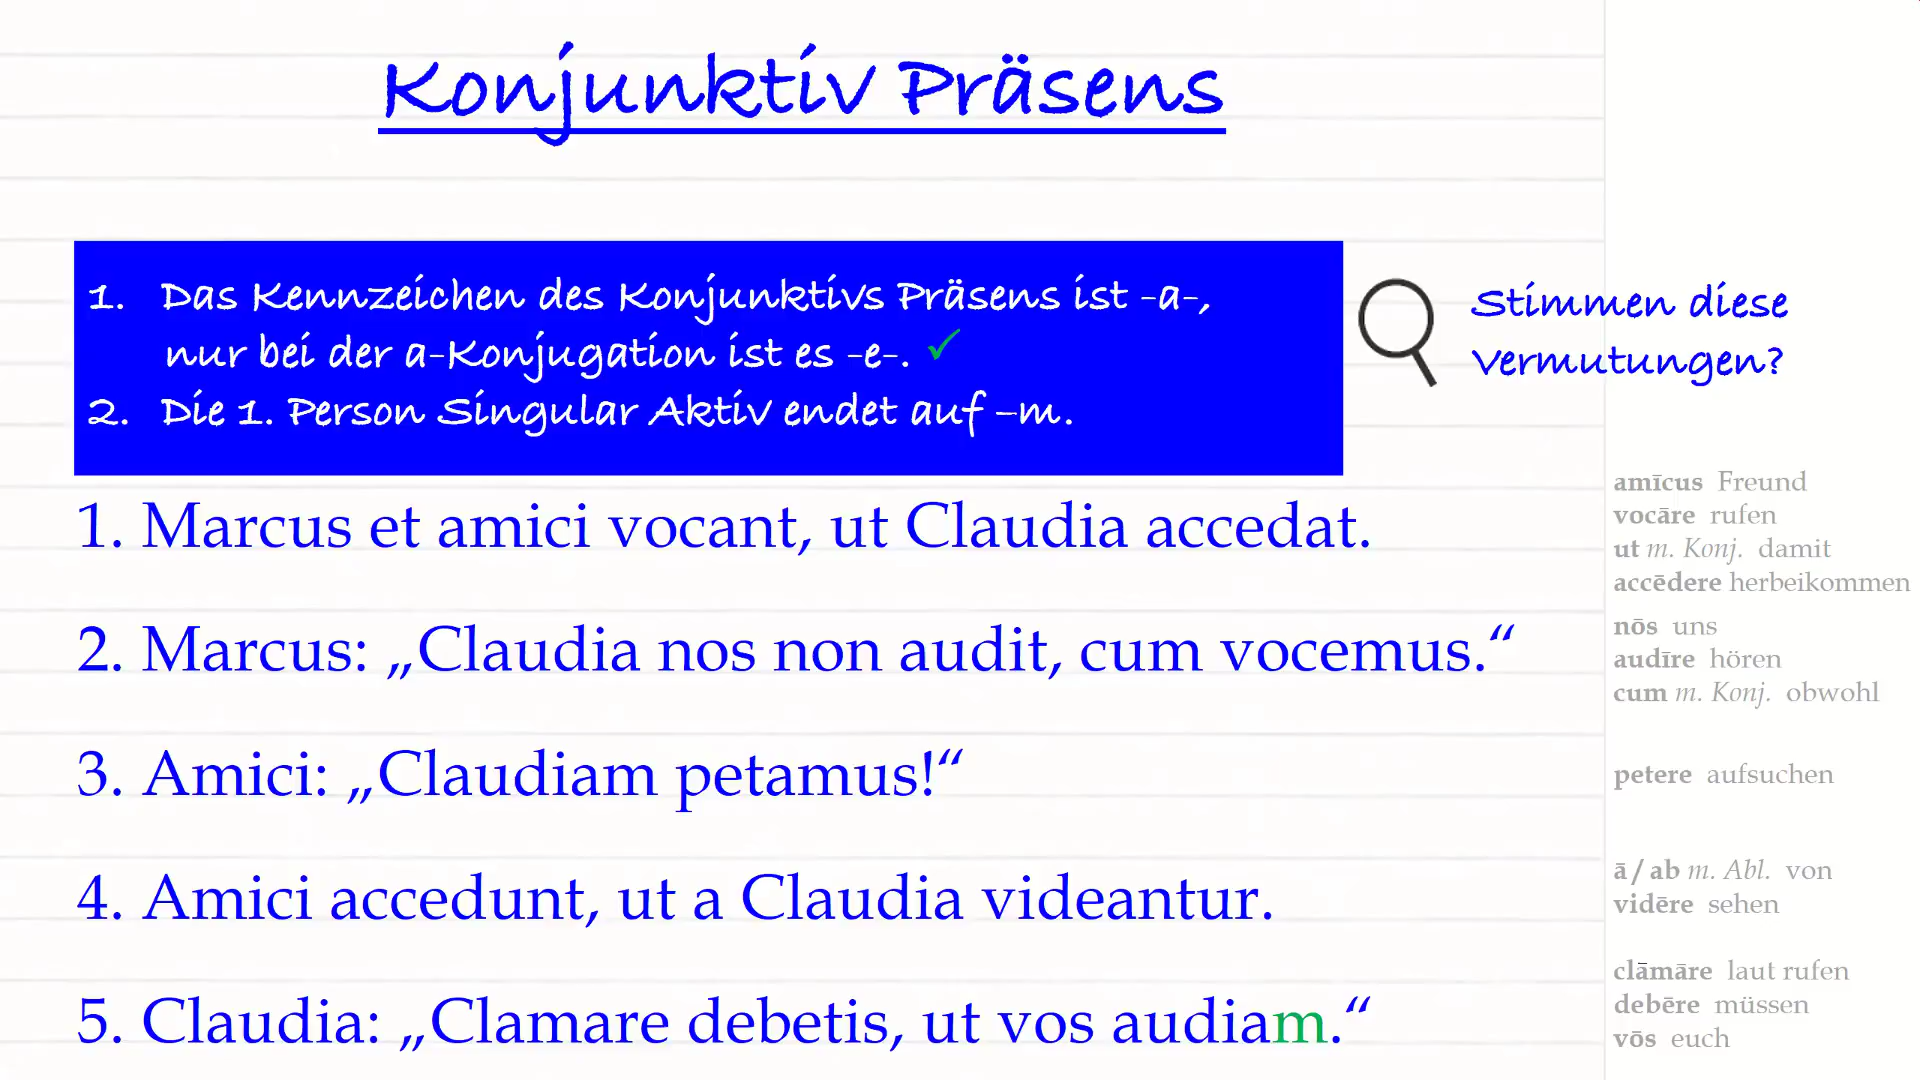 Konjunktiv Präsens
1. Das Kennzeichen des Konjunktivs Präsens ist -a-,
nur bei der a-Konjugation ist es -e-. ✓
2. Die 1. Person Singular Aktiv endet auf –m.
Stimmen diese
Vermutungen?
1. Marcus et amici vocant, ut Claudia accedat.
2. Marcus: „Claudia nos non audit, cum vocemus.“
3. Amici: „Claudiam petamus!“
4. Amici accedunt, ut a Claudia videantur.
5. Claudia: „Clamare debetis, ut vos audiam.“
amīcus Freund
vocāre rufen
ut m. Konj. damit
accēdere herbeikommen
nōs uns
audīre hören
cum m. Konj. obwohl
petere aufsuchen
ā / ab m. Abl. von
vidēre sehen
clāmāre laut rufen
debēre müssen
vōs euch